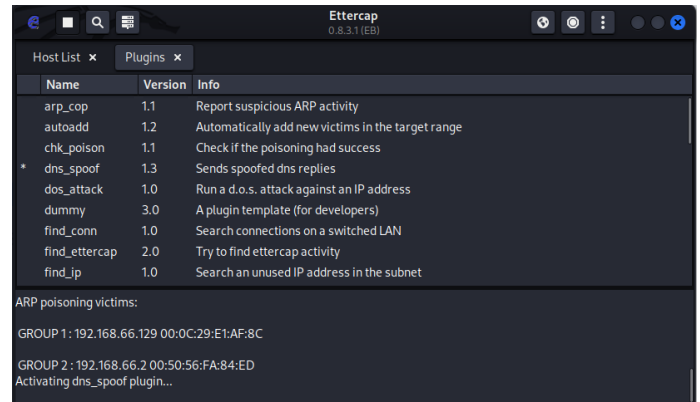 Ettercap
0.8.3.1 (EB)
Host List × Plugins ×
Name Version Info
arp_cop 1.1 Report suspicious ARP activity
autoadd 1.2 Automatically add new victims in the target range
chk_poison 1.1 Check if the poisoning had success
* dns_spoof 1.3 Sends spoofed dns replies
dos_attack 1.0 Run a d.o.s. attack against an IP address
dummy 3.0 A plugin template (for developers)
find_conn 1.0 Search connections on a switched LAN
find_ettercap 2.0 Try to find ettercap activity
find_ip 1.0 Search an unused IP address in the subnet
ARP poisoning victims:
GROUP 1 : 192.168.66.129 00:0C:29:E1:AF:8C
GROUP 2 : 192.168.66.2 00:50:56:FA:84:ED
Activating dns_spoof plugin...